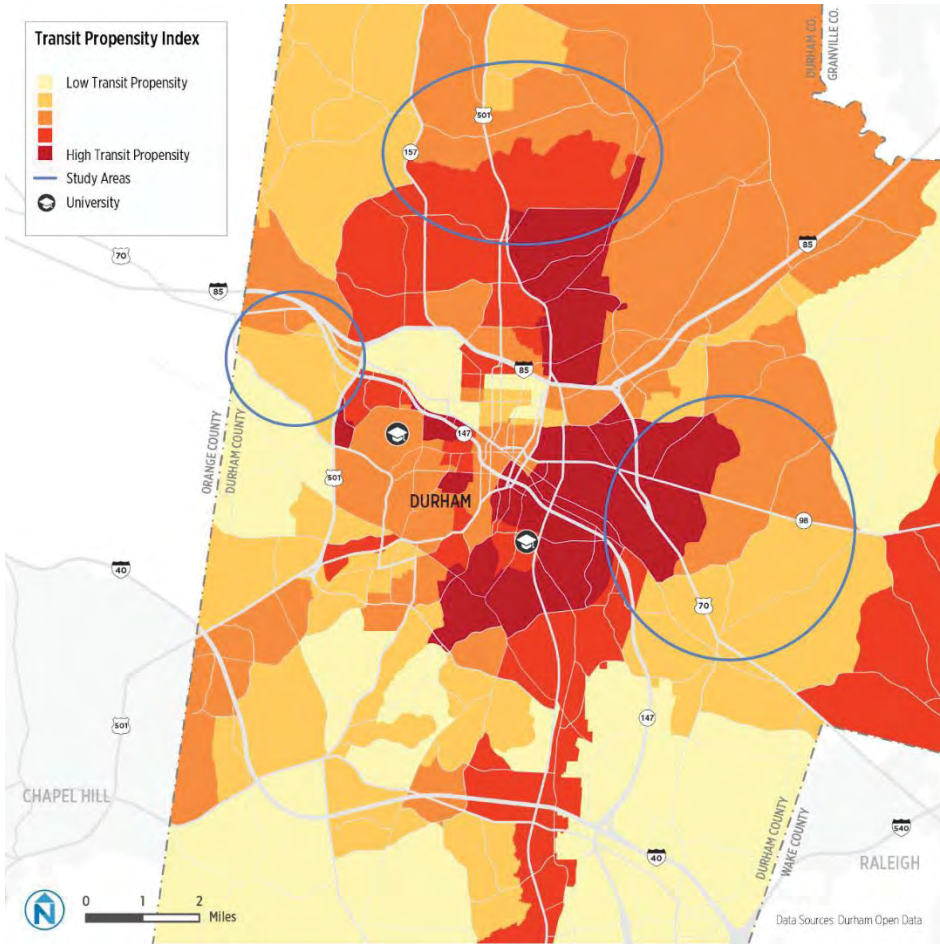 Transit Propensity Index
Low Transit Propensity
High Transit Propensity
Study Areas
University
DURHAM CO.
GRANVILLE CO.
501
157
70
85
85
85
147
ORANGE COUNTY
DURHAM COUNTY
501
DURHAM
98
40
70
501
147
CHAPEL HILL
DURHAM COUNTY
WAKE COUNTY
540
40
RALEIGH
N
0 1 2
Miles
Data Sources: Durham Open Data